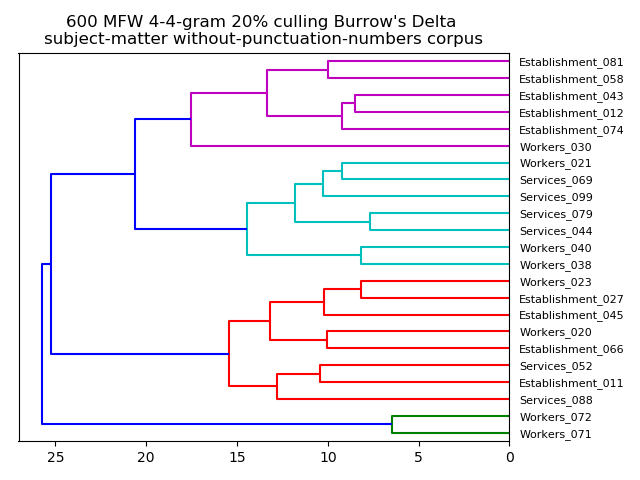 600 MFW 4-4-gram 20% culling Burrow's Delta
subject-matter without-punctuation-numbers corpus
Establishment_081
Establishment_058
Establishment_043
Establishment_012
Establishment_074
Workers_030
Workers_021
Services_069
Services_099
Services_079
Services_044
Workers_040
Workers_038
Workers_023
Establishment_027
Establishment_045
Workers_020
Establishment_066
Services_052
Establishment_011
Services_088
Workers_072
Workers_071
25 20 15 10 5 0